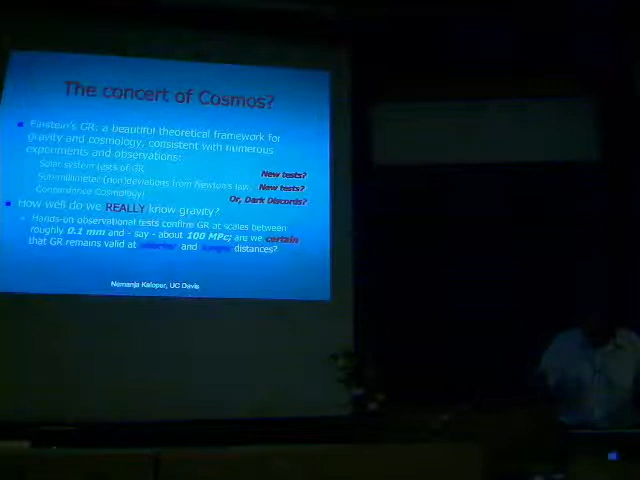 The concert of Cosmos?
Einstein's GR: a beautiful theoretical framework for
gravity and cosmology, consistent with numerous
experiments and observations:
Solar system tests of GR
New tests?
Submillimeter (non)deviations from Newton's law
New tests?
Concordance Cosmology!
Or, Dark Discords?
How well do we REALLY know gravity?
Hands-on observational tests confirm GR at scales between
roughly 0.1 mm and - say - about 100 MPc; are we certain
that GR remains valid at shorter and longer distances?
Nemanja Kaloper, UC Davis